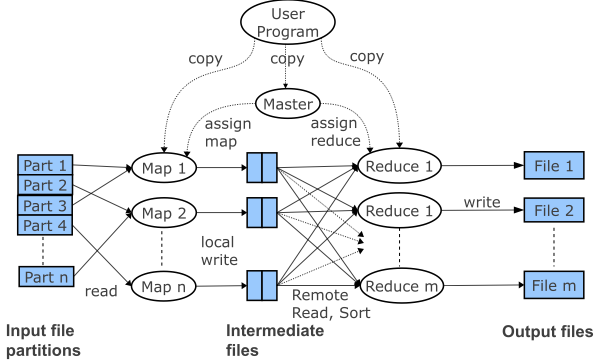 User
Program
copy
copy
copy
Master
assign
map
assign
reduce
Part 1
Part 2
Part 3
Part 4
Part n
Map 1
Map 2
Map n
read
local
write
Reduce 1
Reduce 1
Reduce m
Remote
Read, Sort
write
File 1
File 2
File m
Input file
partitions
Intermediate
files
Output files